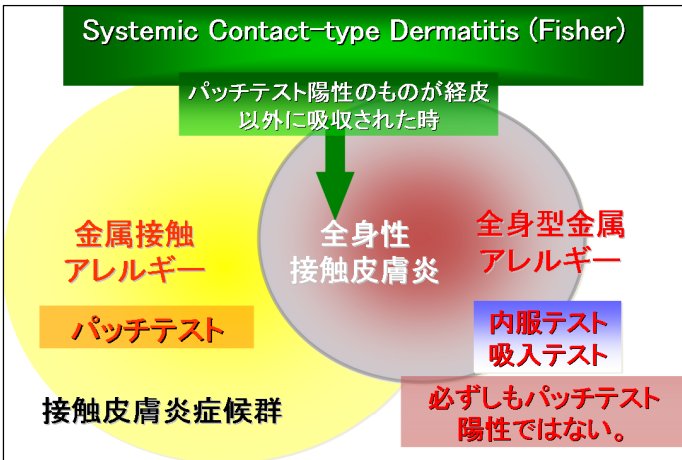 Systemic Contact-type Dermatitis (Fisher)
パッチテスト陽性のものが経皮
以外に吸収された時
金属接触
アレルギー
全身性
接触皮膚炎
全身型金属
アレルギー
パッチテスト
内服テスト
吸入テスト
接触皮膚炎症候群
必ずしもパッチテスト
陽性ではない。